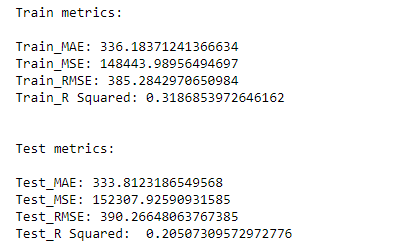 Train metrics:
Train_MAE: 336.18371241366634
Train_MSE: 148443.98956494697
Train_RMSE: 385.2842970650984
Train_R Squared: 0.3186853972646162
Test metrics:
Test_MAE: 333.8123186549568
Test_MSE: 152307.92590931585
Test_RMSE: 390.26648063767385
Test_R Squared:  0.20507309572972776